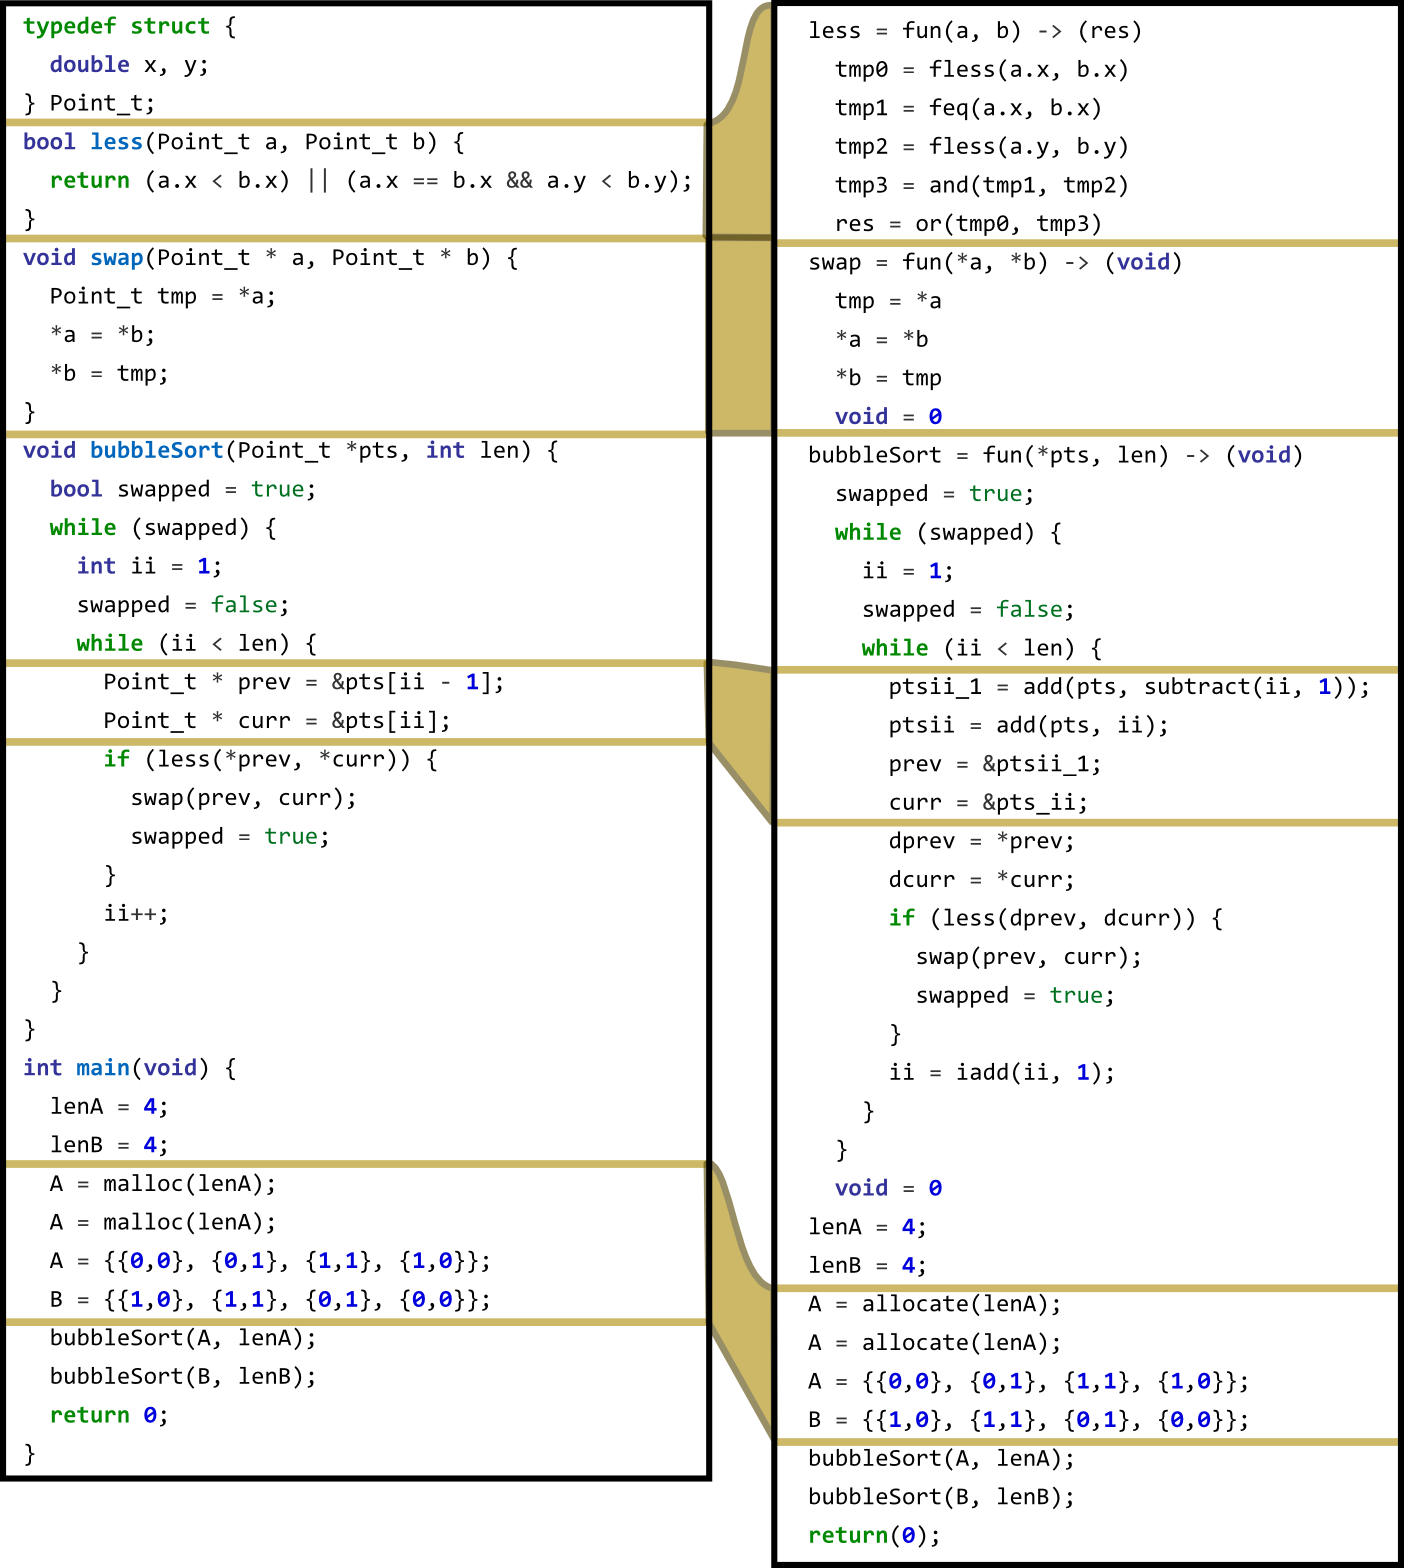 typedef struct {
  double x, y;
} Point_t;
bool less(Point_t a, Point_t b) {
  return (a.x < b.x) || (a.x == b.x && a.y < b.y);
}
void swap(Point_t * a, Point_t * b) {
  Point_t tmp = *a;
  *a = *b;
  *b = tmp;
}
void bubbleSort(Point_t *pts, int len) {
  bool swapped = true;
  while (swapped) {
    int ii = 1;
    swapped = false;
    while (ii < len) {
      Point_t * prev = &pts[ii - 1];
      Point_t * curr = &pts[ii];
      if (less(*prev, *curr)) {
        swap(prev, curr);
        swapped = true;
      }
      ii++;
    }
  }
}
int main(void) {
  lenA = 4;
  lenB = 4;
  A = malloc(lenA);
  A = malloc(lenA);
  A = {{0,0}, {0,1}, {1,1}, {1,0}};
  B = {{1,0}, {1,1}, {0,1}, {0,0}};
  bubbleSort(A, lenA);
  bubbleSort(B, lenB);
  return 0;
}
less = fun(a, b) -> (res)
  tmp0 = fless(a.x, b.x)
  tmp1 = feq(a.x, b.x)
  tmp2 = fless(a.y, b.y)
  tmp3 = and(tmp1, tmp2)
  res = or(tmp0, tmp3)
swap = fun(*a, *b) -> (void)
  tmp = *a
  *a = *b
  *b = tmp
  void = 0
bubbleSort = fun(*pts, len) -> (void)
  swapped = true;
  while (swapped) {
    ii = 1;
    swapped = false;
    while (ii < len) {
      ptsii_1 = add(pts, subtract(ii, 1));
      ptsii = add(pts, ii);
      prev = &ptsii_1;
      curr = &pts_ii;
      dprev = *prev;
      dcurr = *curr;
      if (less(dprev, dcurr)) {
        swap(prev, curr);
        swapped = true;
      }
      ii = iadd(ii, 1);
    }
  }
  void = 0
lenA = 4;
lenB = 4;
A = allocate(lenA);
A = allocate(lenA);
A = {{0,0}, {0,1}, {1,1}, {1,0}};
B = {{1,0}, {1,1}, {0,1}, {0,0}};
bubbleSort(A, lenA);
bubbleSort(B, lenB);
return(0);